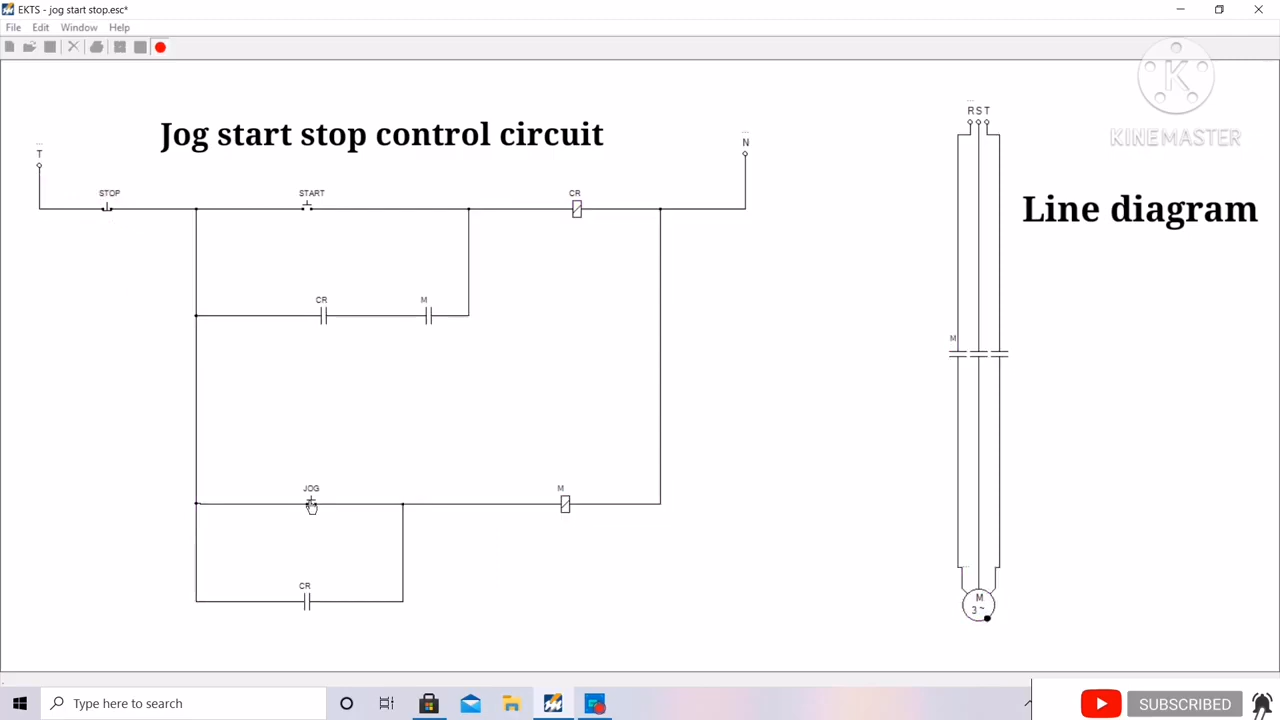 EKTS - jog start stop.esc*
File Edit Window Help
K
KINEMASTER
Jog start stop control circuit
R S T
T
N
STOP
START
CR
Line diagram
CR
M
M
JOG
M
CR
M
3 ~
Type here to search
SUBSCRIBED